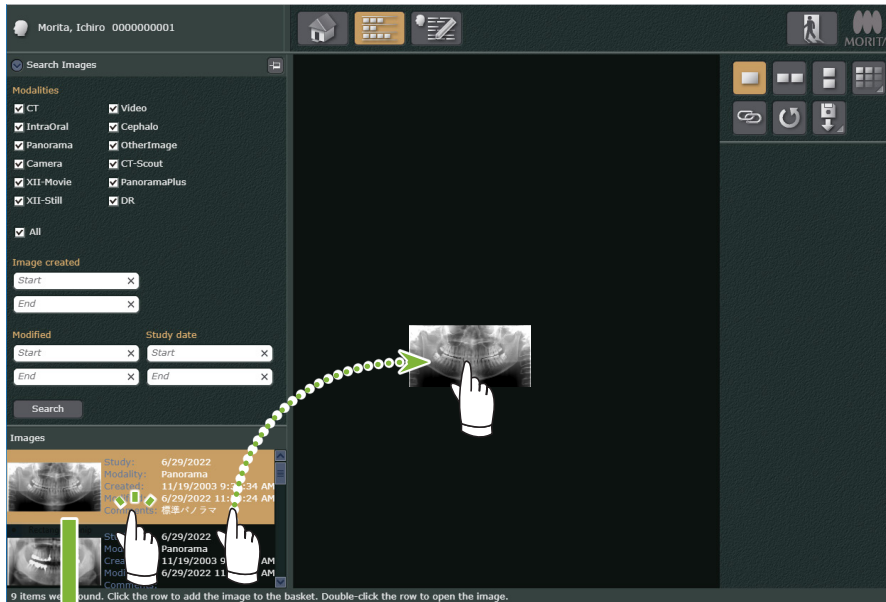 Morita, Ichiro 0000000001
MORITA
Search Images
Modalities
CT
Video
IntraOral
Cephalo
Panorama
OtherImage
Camera
CT-Scout
XII-Movie
PanoramaPlus
XII-Still
DR
All
Image created
Start
End
Modified Study date
Start Start
End End
Search
Images
Study: 6/29/2022
Modality: Panorama
Created: 11/19/2003 :34 AM
6/29/2022 :24 AM
標準パノラマ
6/29/2022
Panorama
11/19/2003 AM
6/29/2022 AM
9 items found. Click the row to add the image to the basket. Double-click the row to open the image.